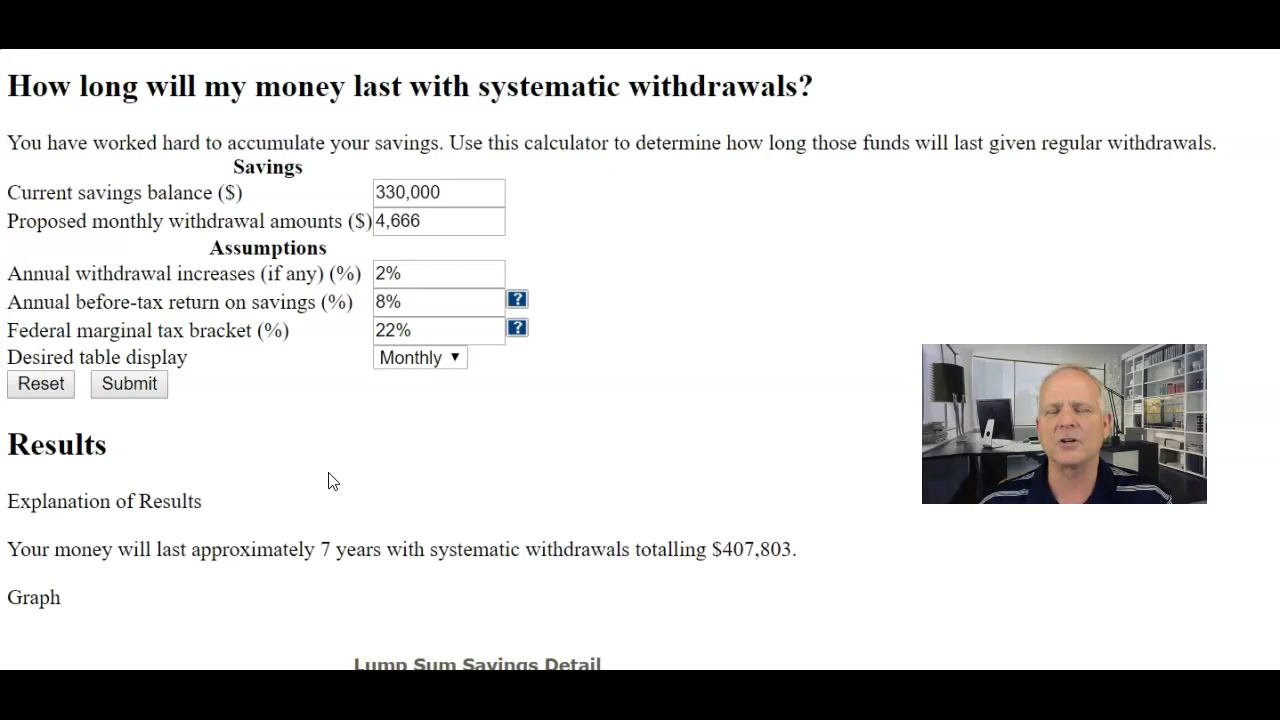 How long will my money last with systematic withdrawals?
You have worked hard to accumulate your savings. Use this calculator to determine how long those funds will last given regular withdrawals.
Savings
Current savings balance ($) 330,000
Proposed monthly withdrawal amounts ($) 4,666
Assumptions
Annual withdrawal increases (if any) (%) 2%
Annual before-tax return on savings (%) 8% ?
Federal marginal tax bracket (%) 22% ?
Desired table display Monthly
Reset Submit
Results
Explanation of Results
Your money will last approximately 7 years with systematic withdrawals totalling $407,803.
Graph
Lump Sum Savings Detail